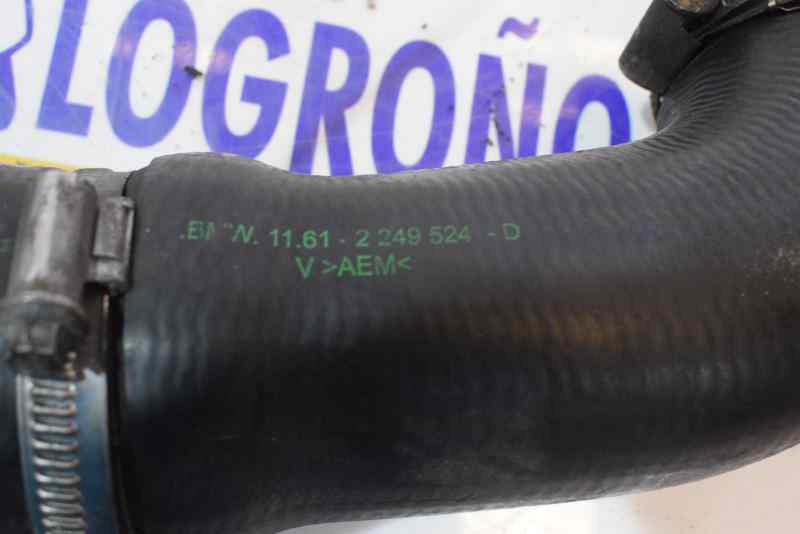 LOGROÑO
.BMW. 11.61 - 2 249 524 - D
V >AEM<